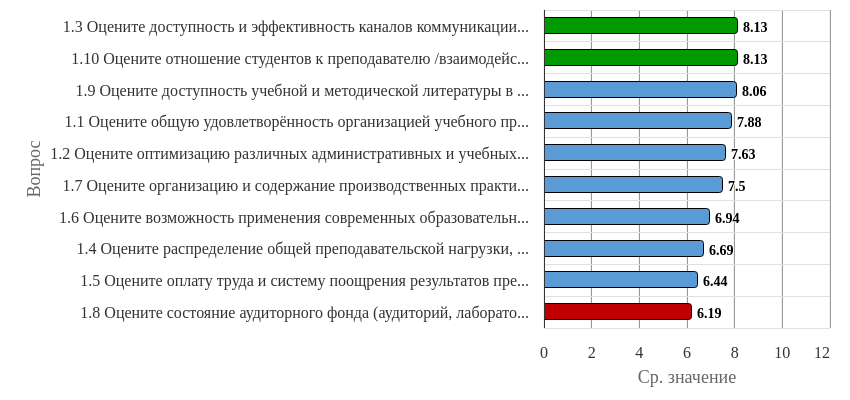 1.3 Оцените доступность и эффективность каналов коммуникации... 8.13
1.10 Оцените отношение студентов к преподавателю /взаимодейс... 8.13
1.9 Оцените доступность учебной и методической литературы в ... 8.06
1.1 Оцените общую удовлетворённость организацией учебного пр... 7.88
1.2 Оцените оптимизацию различных административных и учебных... 7.63
1.7 Оцените организацию и содержание производственных практи... 7.5
1.6 Оцените возможность применения современных образовательн... 6.94
1.4 Оцените распределение общей преподавательской нагрузки, ... 6.69
1.5 Оцените оплату труда и систему поощрения результатов пре... 6.44
1.8 Оцените состояние аудиторного фонда (аудиторий, лаборато... 6.19
Вопрос
0 2 4 6 8 10 12
Ср. значение